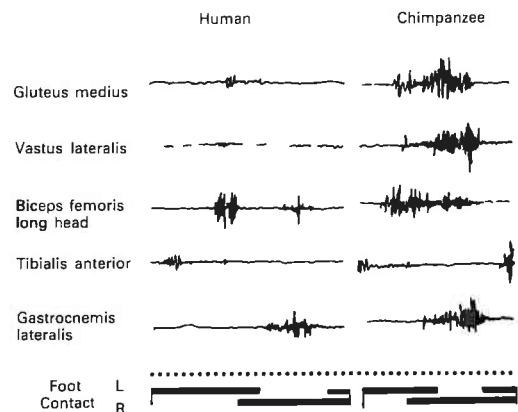 Human Chimpanzee
Gluteus medius
Vastus lateralis
Biceps femoris
long head
Tibialis anterior
Gastrocnemis
lateralis
Foot L
Contact R